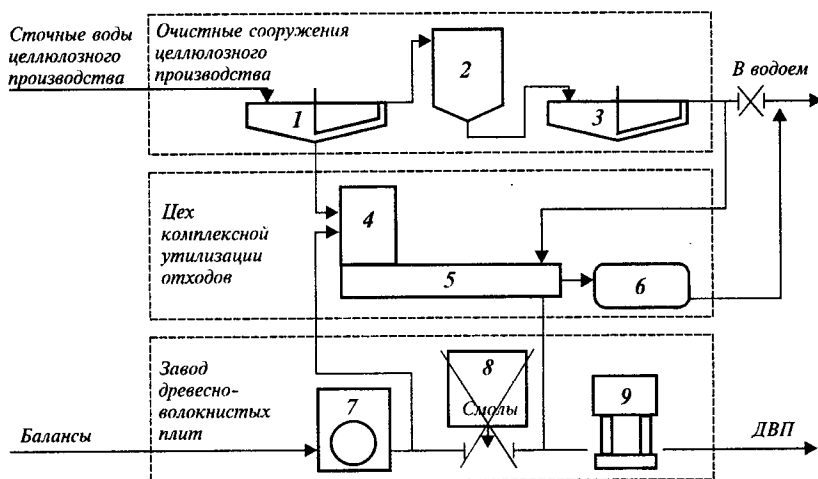 Сточные воды
целлюлозного
производства
Очистные сооружения
целлюлозного
производства
1
2
3
В водоем
Цех
комплексной
утилизации
отходов
4
5
6
Завод
древесно-
волокнистых
плит
7
8
Смолы
9
Балансы
ДВП